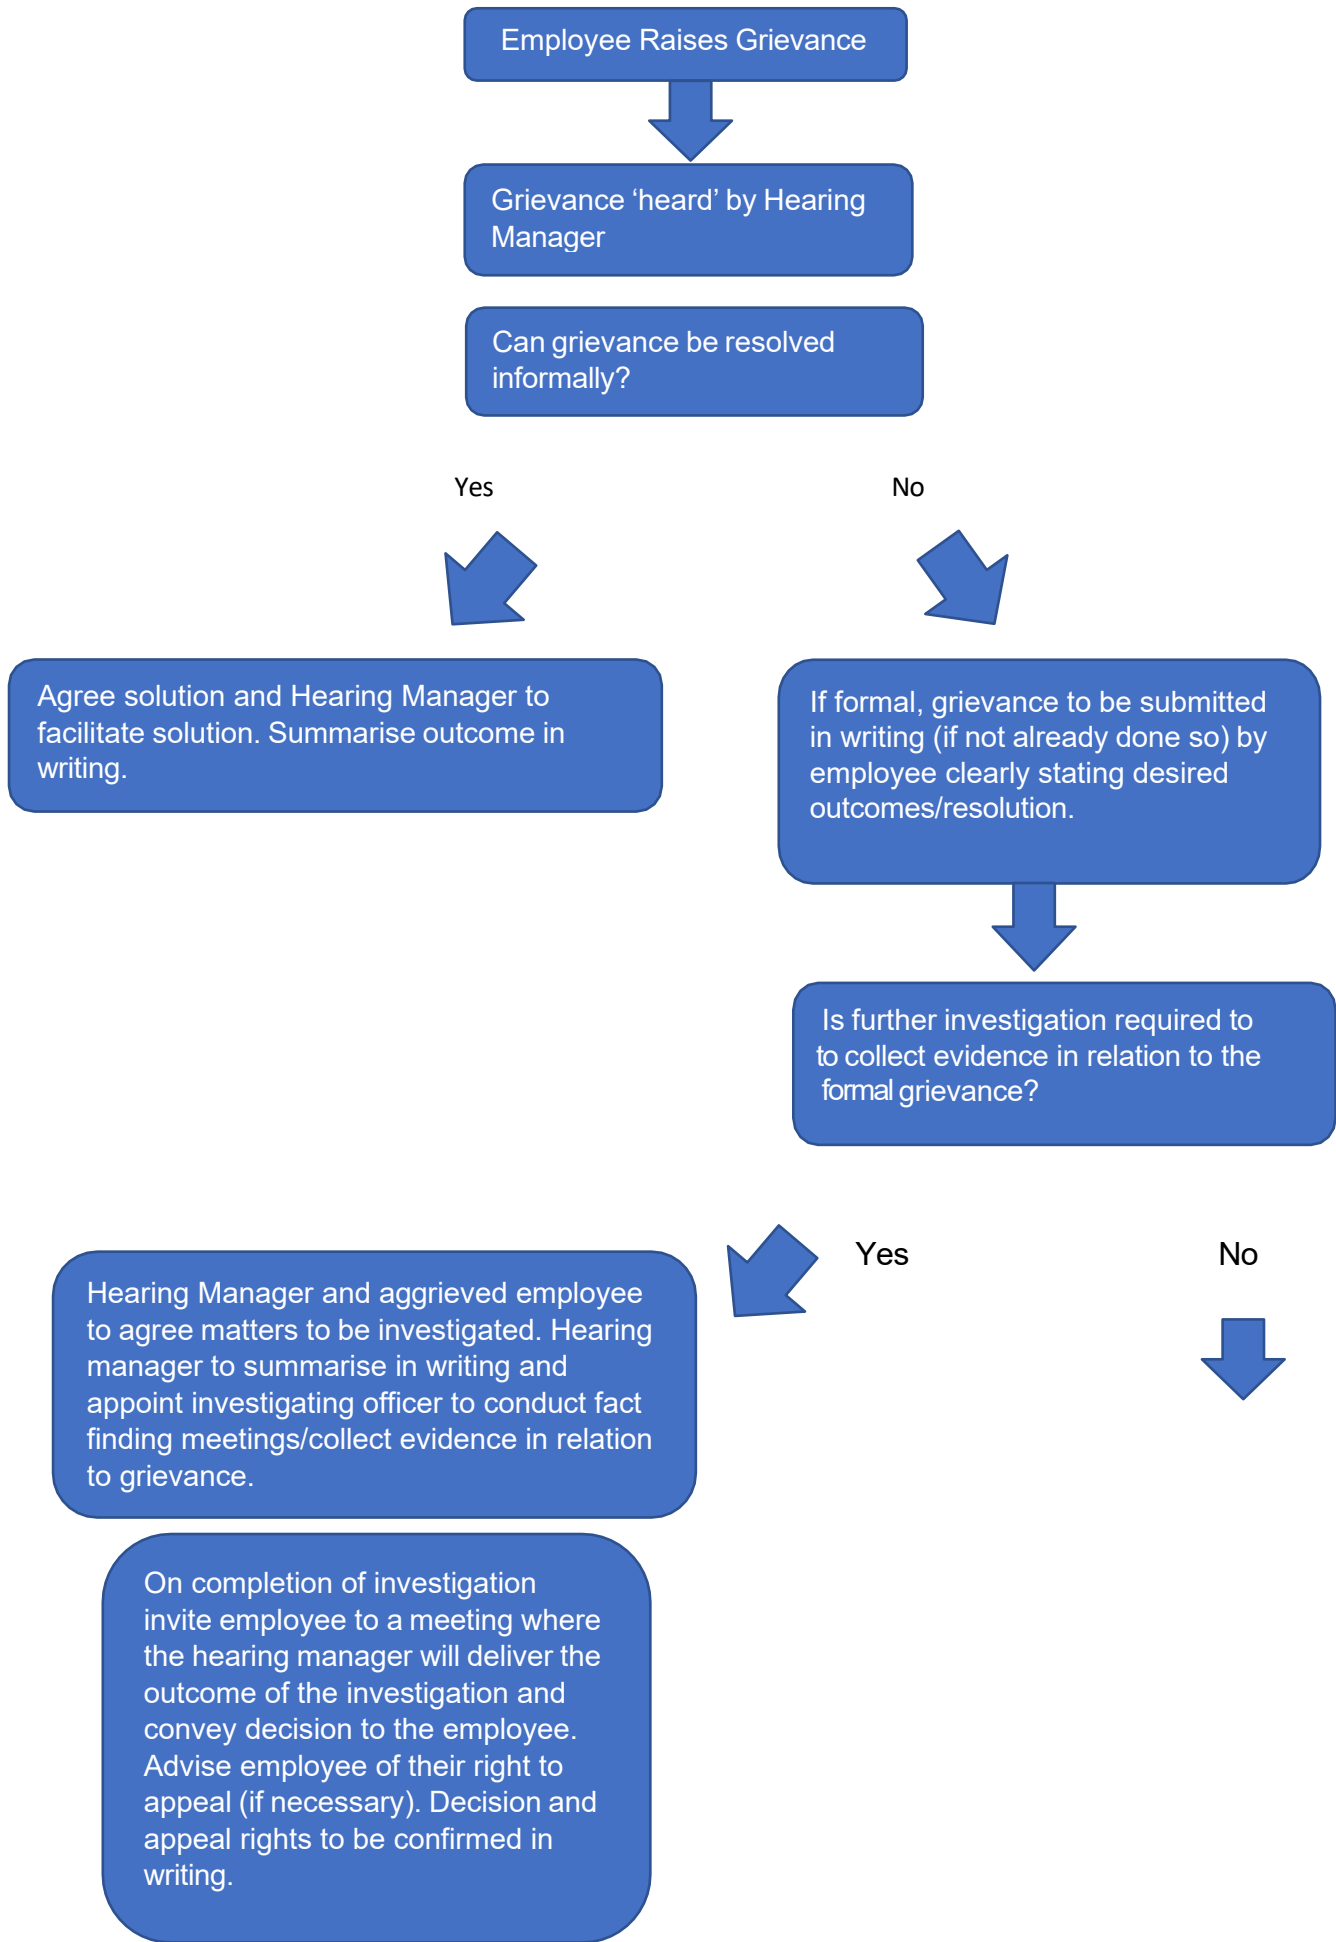 Employee Raises Grievance
Grievance ‘heard’ by Hearing
Manager
Can grievance be resolved
informally?
Yes
No
Agree solution and Hearing Manager to
facilitate solution. Summarise outcome in
writing.
If formal, grievance to be submitted
in writing (if not already done so) by
employee clearly stating desired
outcomes/resolution.
Is further investigation required to
to collect evidence in relation to the
formal grievance?
Yes
No
Hearing Manager and aggrieved employee
to agree matters to be investigated. Hearing
manager to summarise in writing and
appoint investigating officer to conduct fact
finding meetings/collect evidence in relation
to grievance.
On completion of investigation
invite employee to a meeting where
the hearing manager will deliver the
outcome of the investigation and
convey decision to the employee.
Advise employee of their right to
appeal (if necessary). Decision and
appeal rights to be confirmed in
writing.